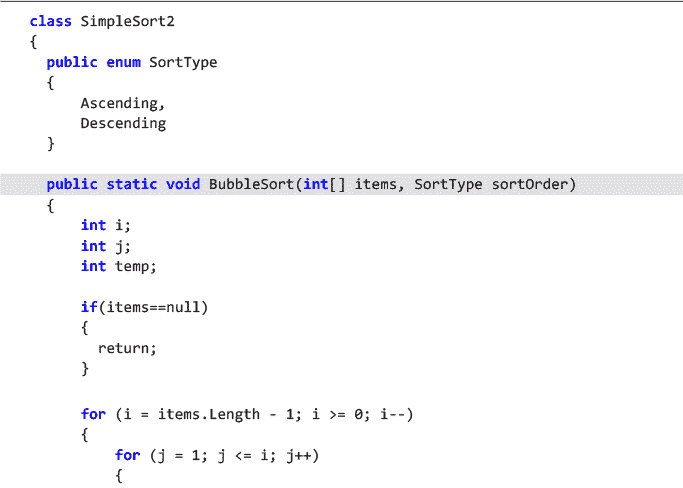 class SimpleSort2
{
  public enum SortType
  {
      Ascending,
      Descending
  }

  public static void BubbleSort(int[] items, SortType sortOrder)
  {
      int i;
      int j;
      int temp;

      if(items==null)
      {
        return;
      }

      for (i = items.Length - 1; i >= 0; i--)
      {
          for (j = 1; j <= i; j++)
          {